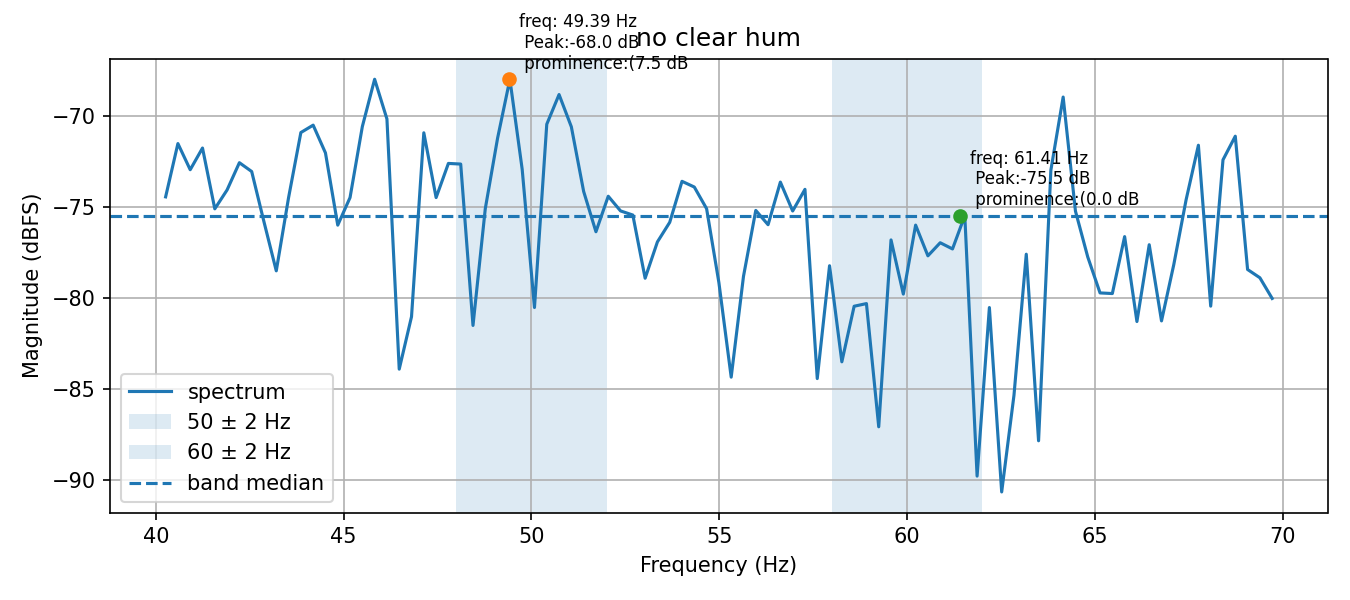 freq: 49.39 Hz
Peak:-68.0 dB
prominence:(7.5 dB
no clear hum
freq: 61.41 Hz
Peak:-75.5 dB
prominence:(0.0 dB
Magnitude (dBFS)
−70
−75
−80
−85
−90
spectrum
50 ± 2 Hz
60 ± 2 Hz
band median
40 45 50 55 60 65 70
Frequency (Hz)